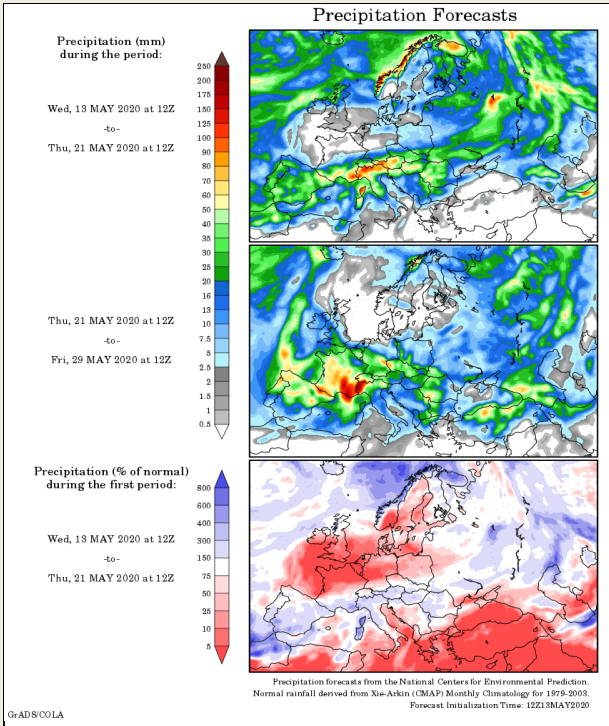 Precipitation Forecasts
Precipitation (mm)
during the period:
Wed, 13 MAY 2020 at 12Z
-to-
Thu, 21 MAY 2020 at 12Z
250
200
175
150
125
100
90
80
70
60
50
40
35
30
25
20
16
13
10
7.5
5
2.5
2
1.5
1
0.5
Thu, 21 MAY 2020 at 12Z
-to-
Fri, 29 MAY 2020 at 12Z
Precipitation (% of normal)
during the first period:
Wed, 13 MAY 2020 at 12Z
-to-
Thu, 21 MAY 2020 at 12Z
800
600
400
300
150
75
50
25
10
5
Precipitation forecasts from the National Centers for Environmental Prediction.
Normal rainfall derived from Xie-Arkin (CMAP) Monthly Climatology for 1979-2003.
Forecast Initialization Time: 12Z13MAY2020
GrADS/COLA